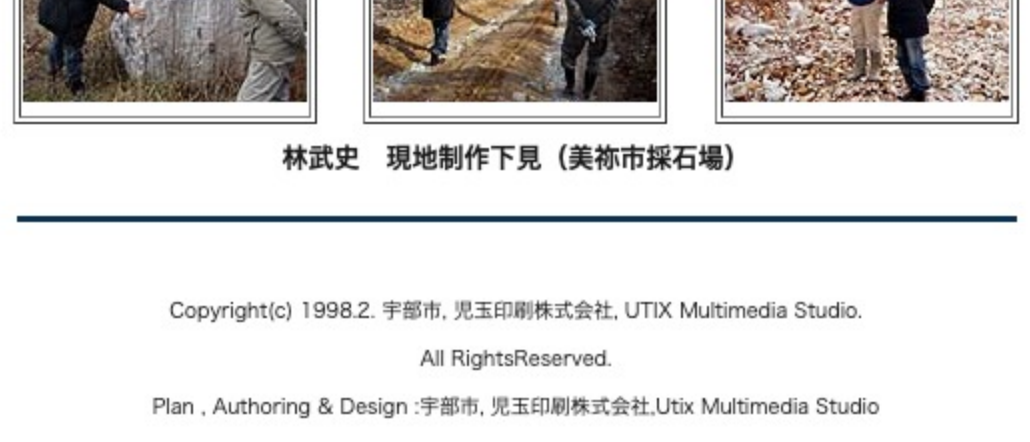 林武史　現地制作下見（美祢市採石場）
Copyright(c) 1998.2. 宇部市, 児玉印刷株式会社, UTIX Multimedia Studio.
All RightsReserved.
Plan , Authoring & Design :宇部市, 児玉印刷株式会社,Utix Multimedia Studio